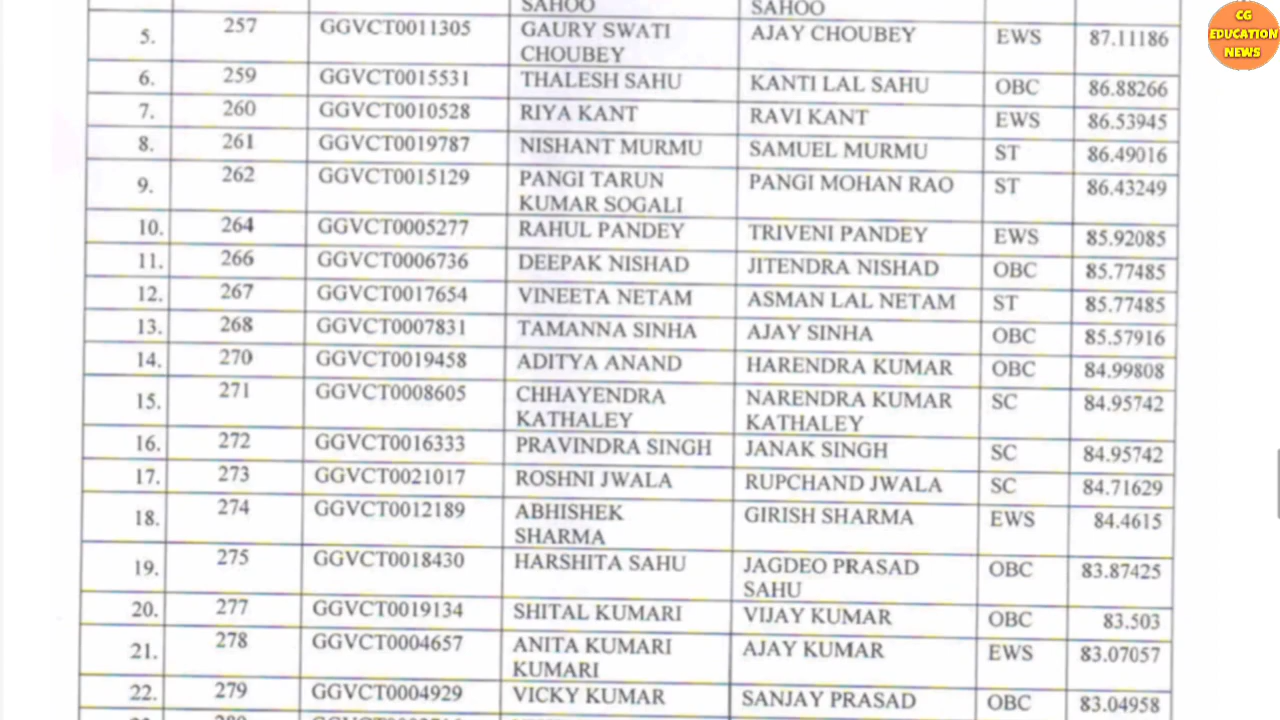 SAHOO SAHOO
5. 257 GGVCT0011305 GAURY SWATI CHOUBEY AJAY CHOUBEY EWS 87.11186
6. 259 GGVCT0015531 THALESH SAHU KANTI LAL SAHU OBC 86.88266
7. 260 GGVCT0010528 RIYA KANT RAVI KANT EWS 86.53945
8. 261 GGVCT0019787 NISHANT MURMU SAMUEL MURMU ST 86.49016
9. 262 GGVCT0015129 PANGI TARUN KUMAR SOGALI PANGI MOHAN RAO ST 86.43249
10. 264 GGVCT0005277 RAHUL PANDEY TRIVENI PANDEY EWS 85.92085
11. 266 GGVCT0006736 DEEPAK NISHAD JITENDRA NISHAD OBC 85.77485
12. 267 GGVCT0017654 VINEETA NETAM ASMAN LAL NETAM ST 85.77485
13. 268 GGVCT0007831 TAMANNA SINHA AJAY SINHA OBC 85.57916
14. 270 GGVCT0019458 ADITYA ANAND HARENDRA KUMAR OBC 84.99808
15. 271 GGVCT0008605 CHHAYENDRA KATHALEY NARENDRA KUMAR KATHALEY SC 84.95742
16. 272 GGVCT0016333 PRAVINDRA SINGH JANAK SINGH SC 84.95742
17. 273 GGVCT0021017 ROSHNI JWALA RUPCHAND JWALA SC 84.71629
18. 274 GGVCT0012189 ABHISHEK SHARMA GIRISH SHARMA EWS 84.4615
19. 275 GGVCT0018430 HARSHITA SAHU JAGDEO PRASAD SAHU OBC 83.87425
20. 277 GGVCT0019134 SHITAL KUMARI VIJAY KUMAR OBC 83.503
21. 278 GGVCT0004657 ANITA KUMARI KUMARI AJAY KUMAR EWS 83.07057
22. 279 GGVCT0004929 VICKY KUMAR SANJAY PRASAD OBC 83.04958
CG
EDUCATION
NEWS